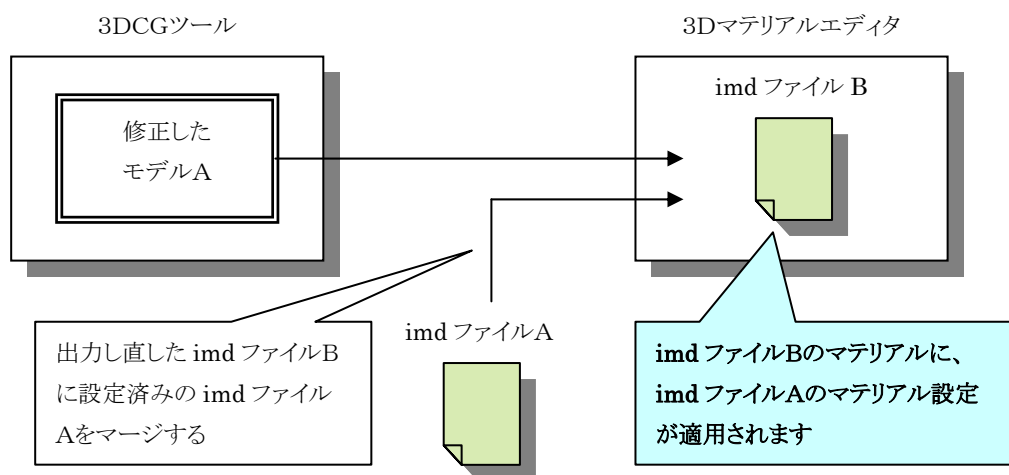 3DCGツール
3Dマテリアルエディタ
修正した
モデルA
imd ファイル B
出力し直した imd ファイルB
に設定済みの imd ファイル
Aをマージする
imd ファイルA
imd ファイルBのマテリアルに、
imd ファイルAのマテリアル設定
が適用されます